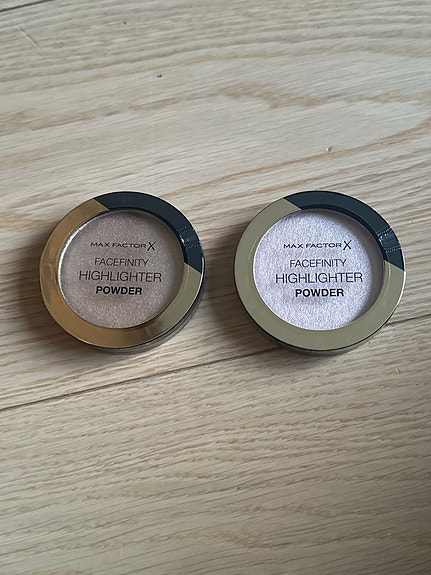 MAX FACTOR X
FACEFINITY
HIGHLIGHTER
POWDER
MAX FACTOR X
FACEFINITY
HIGHLIGHTER
POWDER